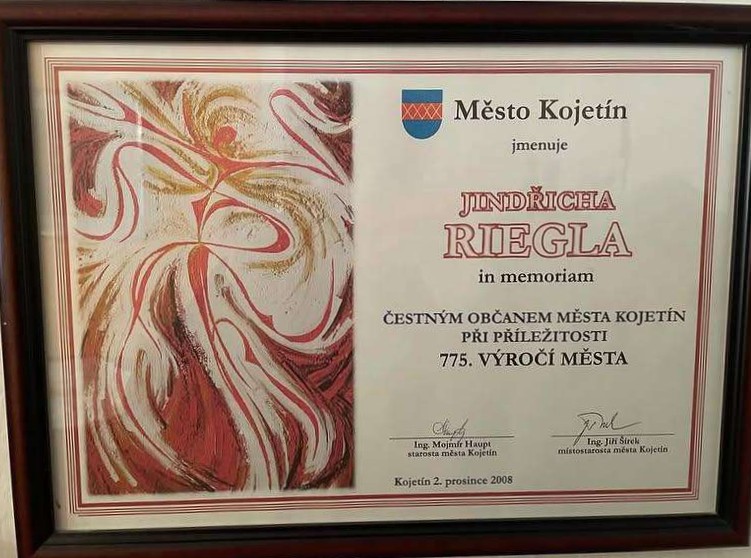 Město Kojetín
jmenuje
JINDŘICHA
RIEGLA
in memoriam
ČESTNÝM OBČANEM MĚSTA KOJETÍN
PŘI PŘÍLEŽITOSTI
775. VÝROČÍ MĚSTA
Ing. Mojmír Haupt
starosta města Kojetín
Ing. Jiří Šírek
místostarosta města Kojetín
Kojetín 2. prosince 2008